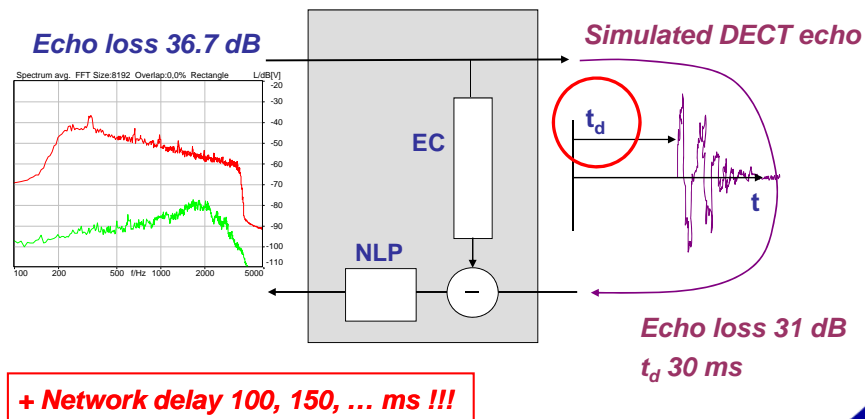 Echo loss 36.7 dB
Simulated DECT echo
Spectrum avg. FFT Size:8192 Overlap:0,0% Rectangle L/dB[V]
-20
-30
-40
-50
-60
-70
-80
-90
-100
-110
100 200 500 f/Hz 1000 2000 5000
EC
NLP
–
td
t
Echo loss 31 dB
td 30 ms
+ Network delay 100, 150, ... ms !!!